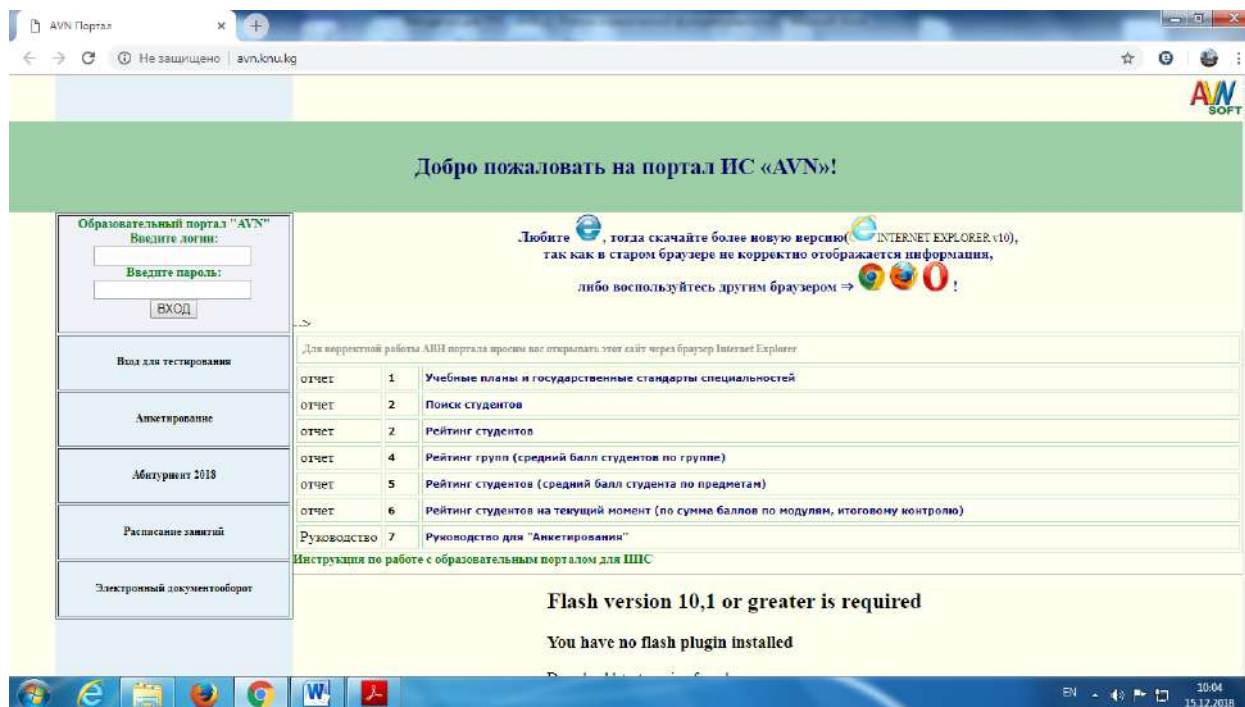 AVN Портал
Не защищено | avn.knu.kg
AVN
SOFT
Добро пожаловать на портал ИС «AVN»!
Образовательный портал "AVN"
Введите логин:
Введите пароль:
ВХОД
Вход для тестирования
Анкетирование
Абитуриент 2018
Расписание занятий
Электронный документооборот
Любите , тогда скачайте более новую версию( INTERNET EXPLORER v10),
так как в старом браузере не корректно отображается информация,
либо воспользуйтесь другим браузером ⇒ !
-->
Для корректной работы АВН портала просим вас открывать этот сайт через браузер Internet Explorer
отчет 1 Учебные планы и государственные стандарты специальностей
отчет 2 Поиск студентов
отчет 2 Рейтинг студентов
отчет 4 Рейтинг групп (средний балл студентов по группе)
отчет 5 Рейтинг студентов (средний балл студента по предметам)
отчет 6 Рейтинг студентов на текущий момент (по сумме баллов по модулям, итоговому контролю)
Руководство 7 Руководство для "Анкетирования"
Инструкция по работе с образовательным порталом для ППС
Flash version 10,1 or greater is required
You have no flash plugin installed
EN
10:04
15.12.2018